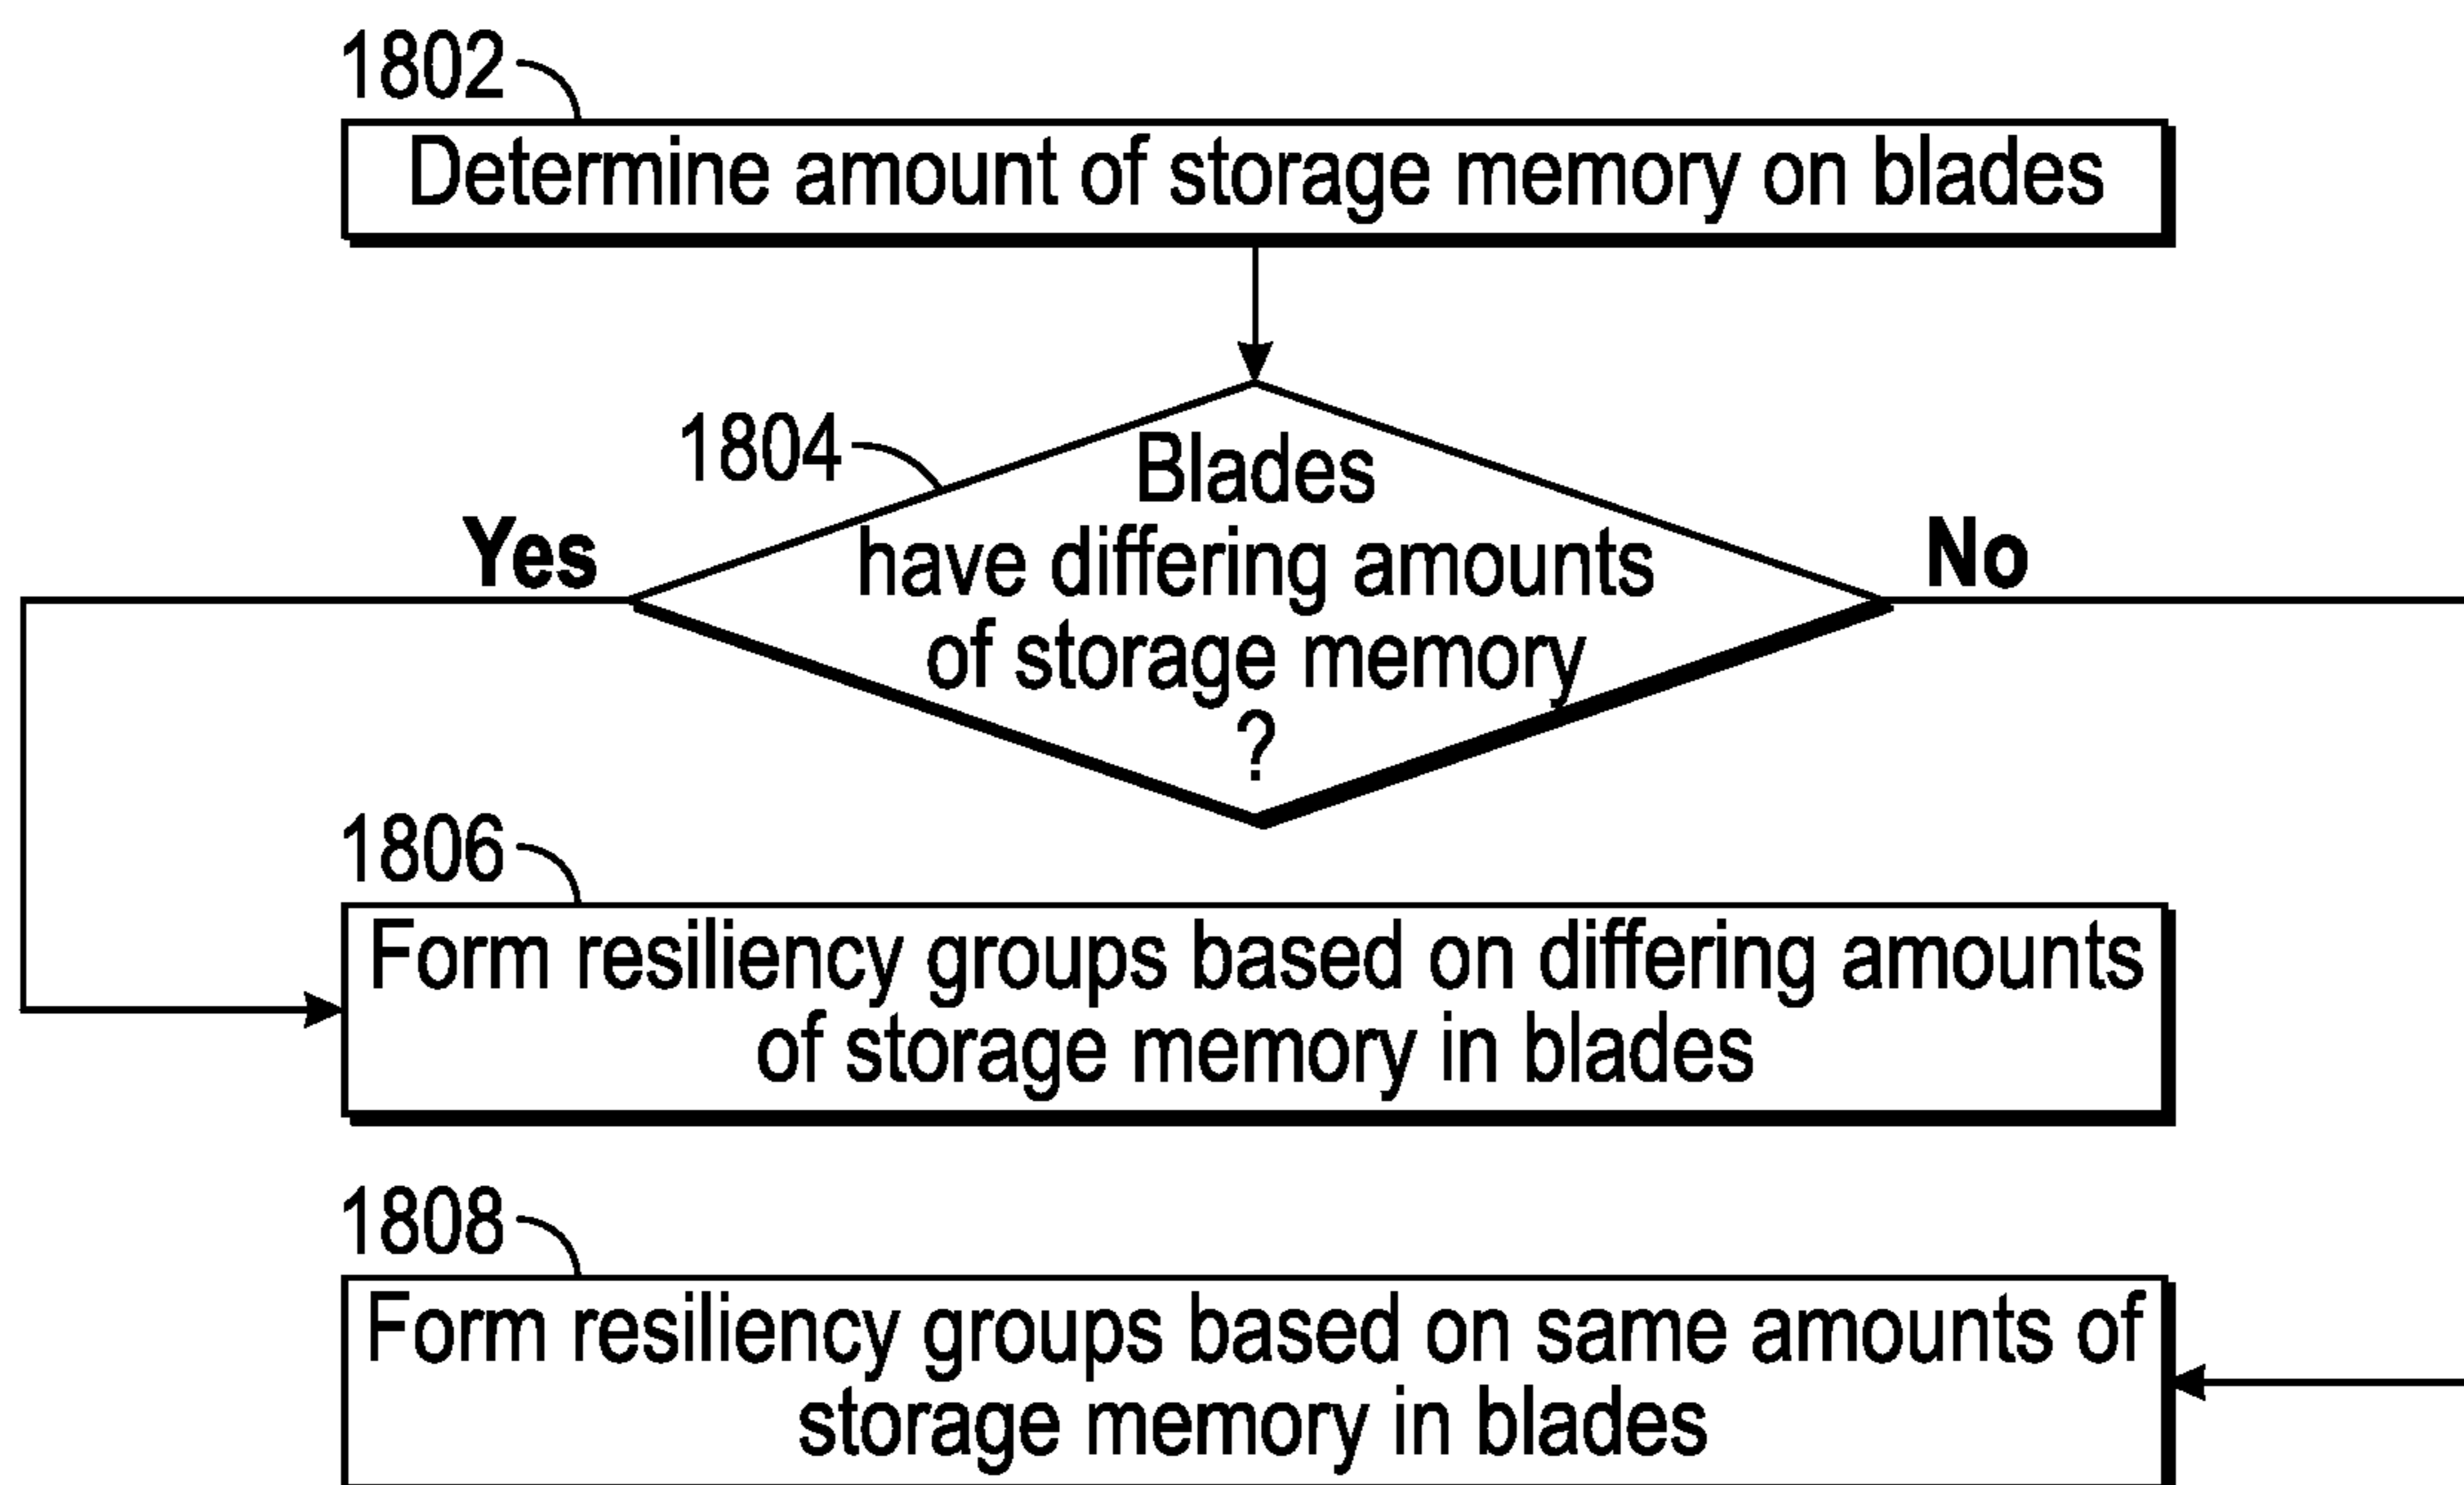 1802
Determine amount of storage memory on blades
1804
Blades
have differing amounts
of storage memory
?
Yes
No
1806
Form resiliency groups based on differing amounts
of storage memory in blades
1808
Form resiliency groups based on same amounts of
storage memory in blades